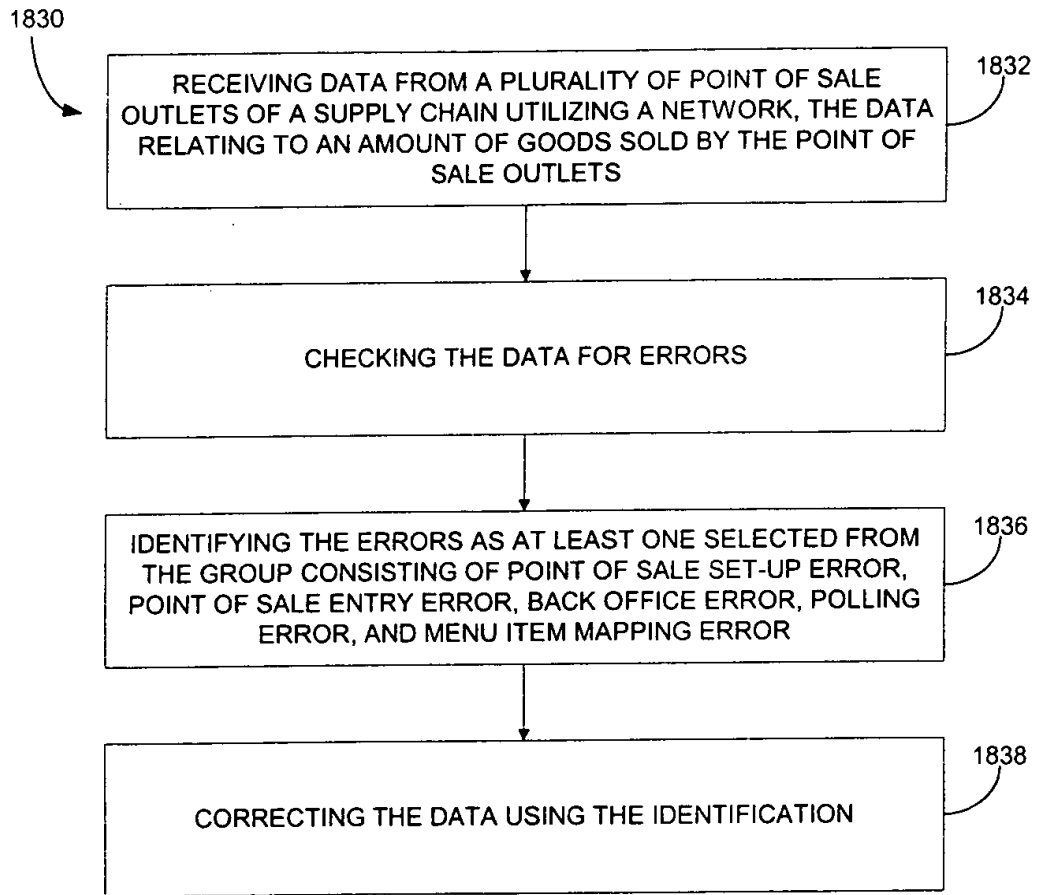 1830
RECEIVING DATA FROM A PLURALITY OF POINT OF SALE
OUTLETS OF A SUPPLY CHAIN UTILIZING A NETWORK, THE DATA
RELATING TO AN AMOUNT OF GOODS SOLD BY THE POINT OF
SALE OUTLETS
1832
CHECKING THE DATA FOR ERRORS
1834
IDENTIFYING THE ERRORS AS AT LEAST ONE SELECTED FROM
THE GROUP CONSISTING OF POINT OF SALE SET-UP ERROR,
POINT OF SALE ENTRY ERROR, BACK OFFICE ERROR, POLLING
ERROR, AND MENU ITEM MAPPING ERROR
1836
CORRECTING THE DATA USING THE IDENTIFICATION
1838